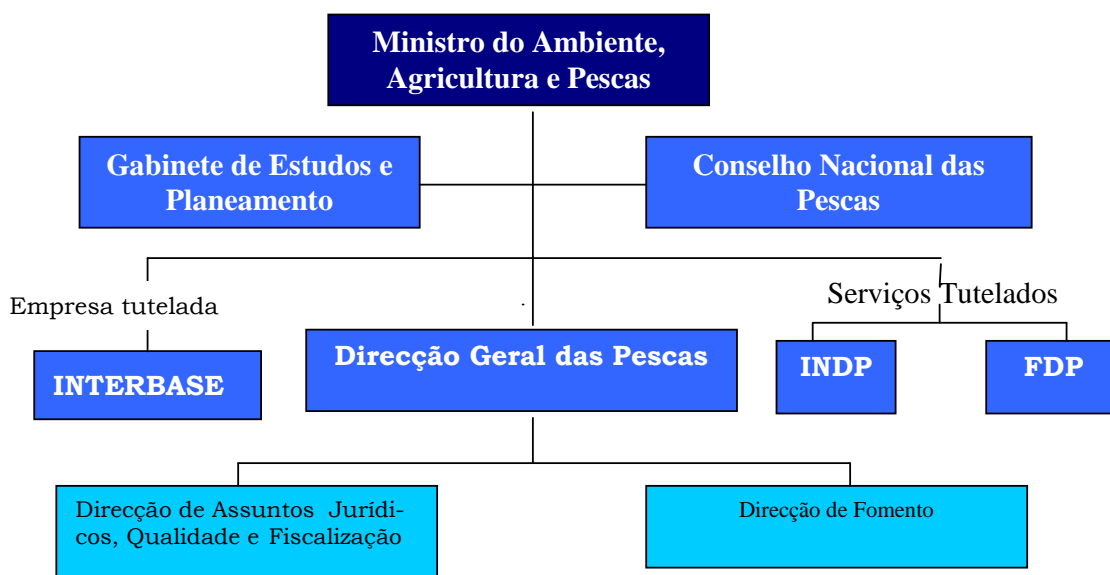 Ministro do Ambiente,
Agricultura e Pescas
Gabinete de Estudos e
Planeamento
Conselho Nacional das
Pescas
Empresa tutelada
Serviços Tutelados
INTERBASE
Direcção Geral das Pescas
INDP
FDP
Direcção de Assuntos Jurídi-
cos, Qualidade e Fiscalização
Direcção de Fomento